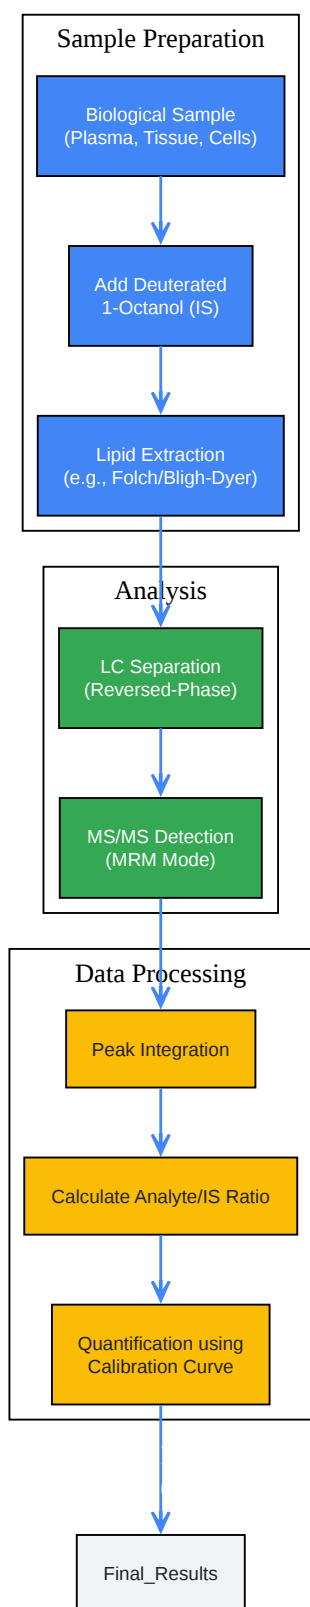 Sample Preparation
Biological Sample
(Plasma, Tissue, Cells)
Add Deuterated
1-Octanol (IS)
Lipid Extraction
(e.g., Folch/Bligh-Dyer)
Analysis
LC Separation
(Reversed-Phase)
MS/MS Detection
(MRM Mode)
Data Processing
Peak Integration
Calculate Analyte/IS Ratio
Quantification using
Calibration Curve
Final_Results